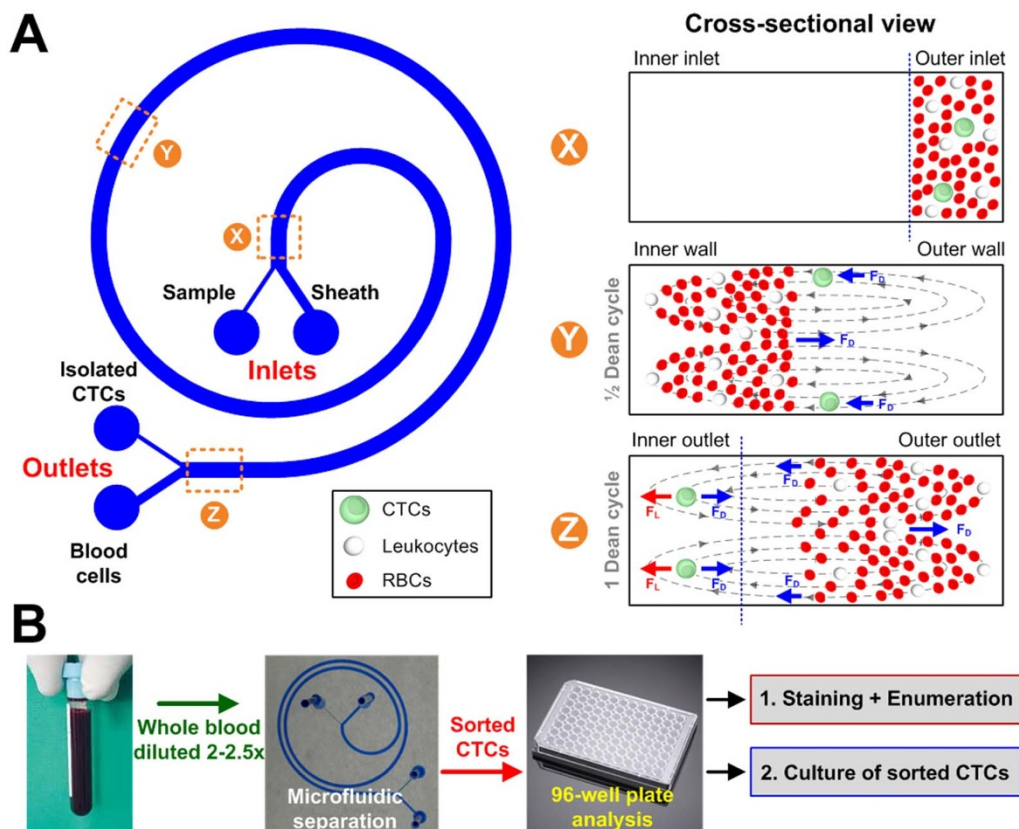 A
Cross-sectional view
Y
X
Sample
Sheath
Inlets
Isolated
CTCs
Outlets
Z
Blood
cells
CTCs
Leukocytes
RBCs
Inner inlet
Outer inlet
X
Inner wall
Outer wall
Y
½ Dean cycle
F_D
F_D
F_D
Inner outlet
Outer outlet
Z
1 Dean cycle
F_D
F_L
F_D
F_D
F_L
F_D
F_D
B
Whole blood
diluted 2-2.5x
Microfluidic
separation
Sorted
CTCs
96-well plate
analysis
1. Staining + Enumeration
2. Culture of sorted CTCs